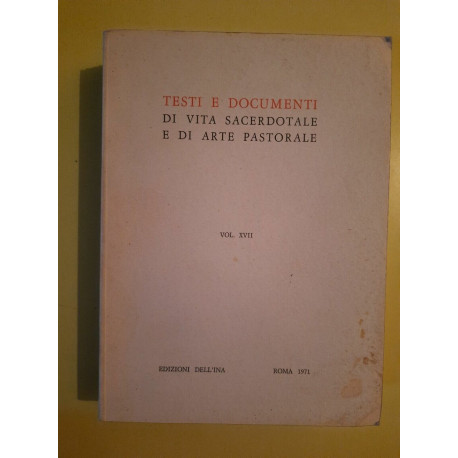 TESTI E DOCUMENTI
DI VITA SACERDOTALE
E DI ARTE PASTORALE
VOL. XVII
EDIZIONI DELL'INA ROMA 1971